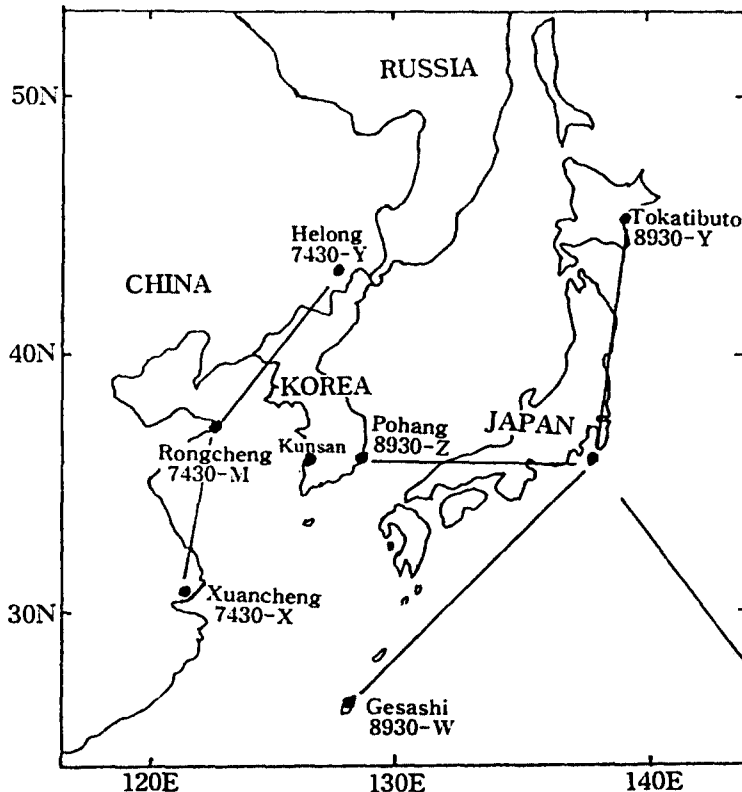 RUSSIA
50N
Tokatibuto
8930-Y
Helong
7430-Y
CHINA
40N
KOREA
JAPAN
Pohang
8930-Z
Kunsan
Rongcheng
7430-M
Xuancheng
7430-X
30N
Gesashi
8930-W
120E
130E
140E